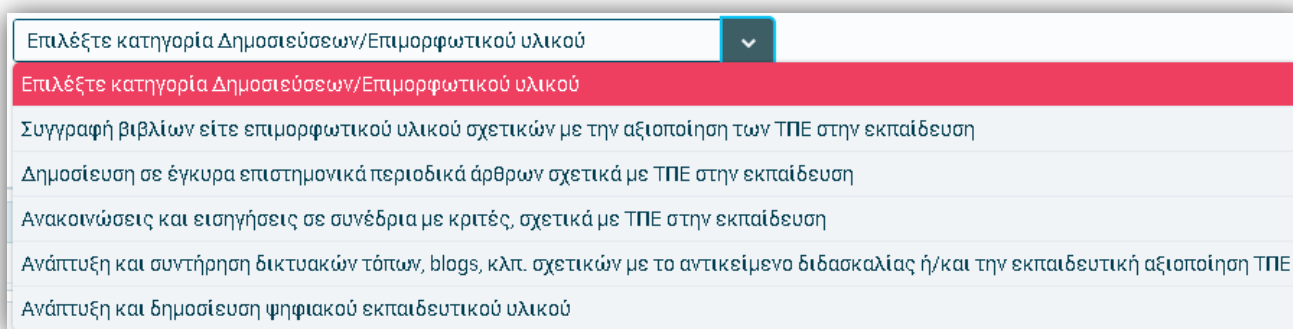 Επιλέξτε κατηγορία Δημοσιεύσεων/Επιμορφωτικού υλικού
Επιλέξτε κατηγορία Δημοσιεύσεων/Επιμορφωτικού υλικού
Συγγραφή βιβλίων είτε επιμορφωτικού υλικού σχετικών με την αξιοποίηση των ΤΠΕ στην εκπαίδευση
Δημοσίευση σε έγκυρα επιστημονικά περιοδικά άρθρων σχετικά με ΤΠΕ στην εκπαίδευση
Ανακοινώσεις και εισηγήσεις σε συνέδρια με κριτές, σχετικά με ΤΠΕ στην εκπαίδευση
Ανάπτυξη και συντήρηση δικτυακών τόπων, blogs, κλπ. σχετικών με το αντικείμενο διδασκαλίας ή/και την εκπαιδευτική αξιοποίηση ΤΠΕ
Ανάπτυξη και δημοσίευση ψηφιακού εκπαιδευτικού υλικού